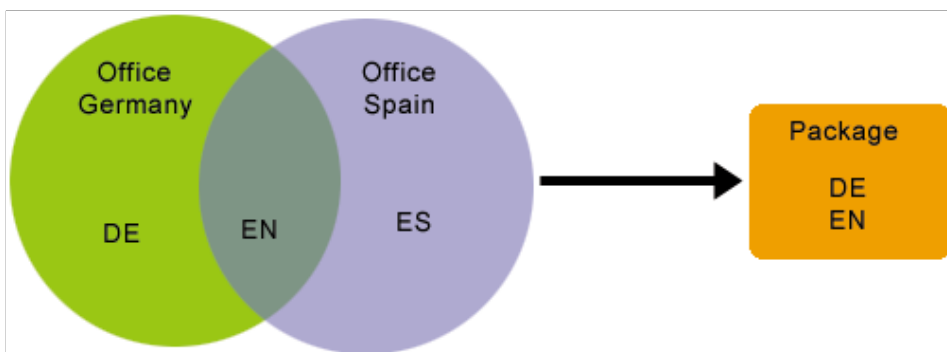 Office
Germany
Office
Spain
DE
EN
ES
Package
DE
EN